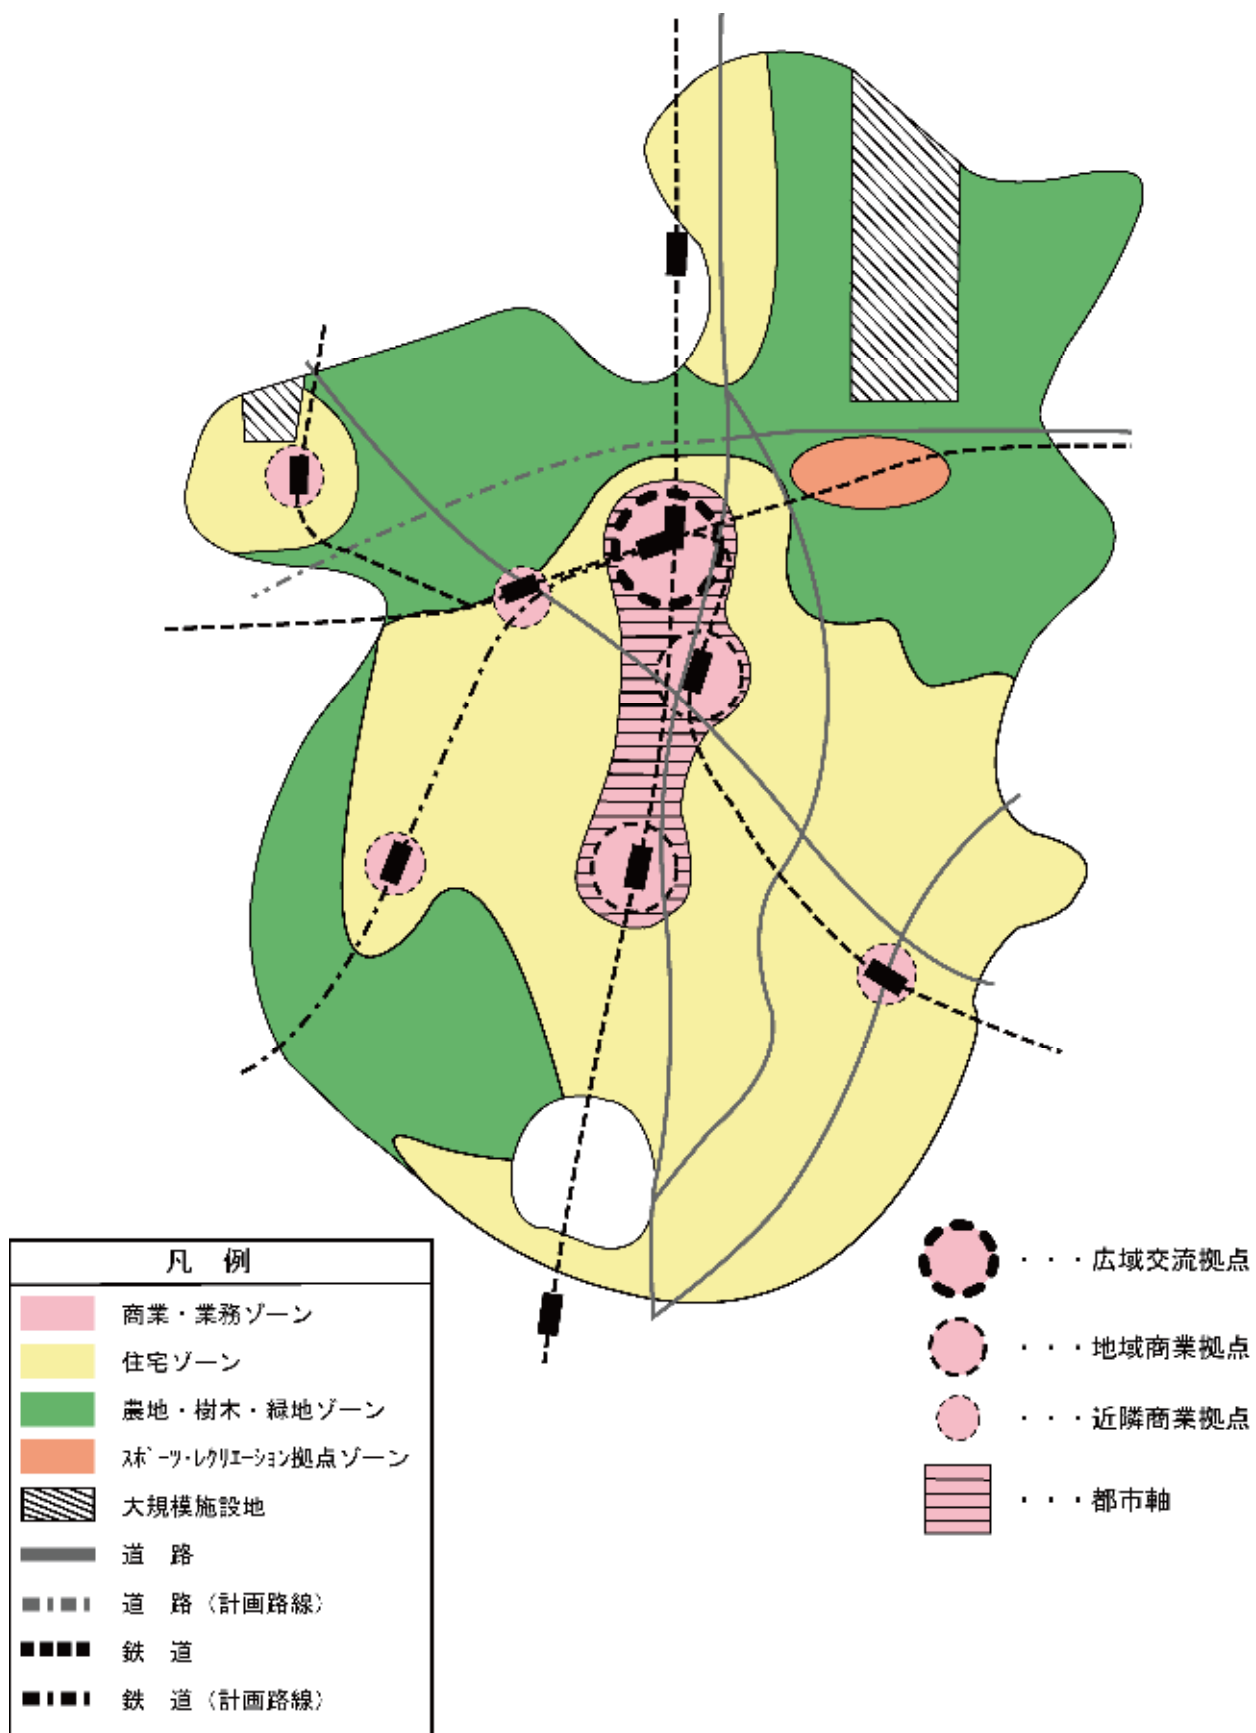 凡 例
商業・業務ゾーン
住宅ゾーン
農地・樹木・緑地ゾーン
ｽﾎﾟｰﾂ・ﾚｸﾘｴｰｼｮﾝ拠点ゾーン
大規模施設地
道 路
道 路（計画路線）
鉄 道
鉄 道（計画路線）
・・・広域交流拠点
・・・地域商業拠点
・・・近隣商業拠点
・・・都市軸